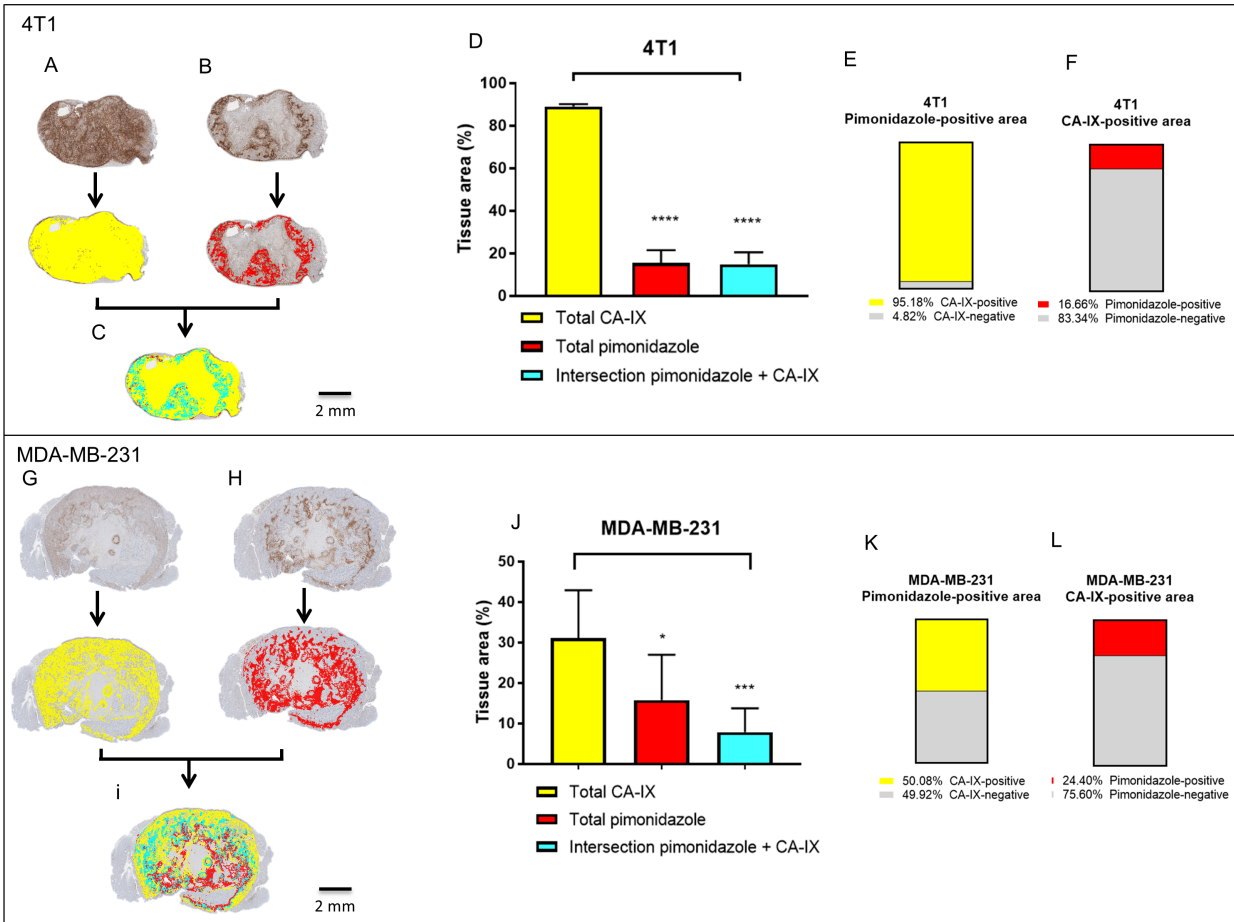 4T1
A
B
C
2 mm
D
4T1
Tissue area (%)
100
80
60
40
20
0
****
****
Total CA-IX
Total pimonidazole
Intersection pimonidazole + CA-IX
E
4T1
Pimonidazole-positive area
95.18% CA-IX-positive
4.82% CA-IX-negative
F
4T1
CA-IX-positive area
16.66% Pimonidazole-positive
83.34% Pimonidazole-negative
MDA-MB-231
G
H
i
2 mm
J
MDA-MB-231
Tissue area (%)
50
40
30
20
10
0
*
***
Total CA-IX
Total pimonidazole
Intersection pimonidazole + CA-IX
K
MDA-MB-231
Pimonidazole-positive area
50.08% CA-IX-positive
49.92% CA-IX-negative
L
MDA-MB-231
CA-IX-positive area
24.40% Pimonidazole-positive
75.60% Pimonidazole-negative